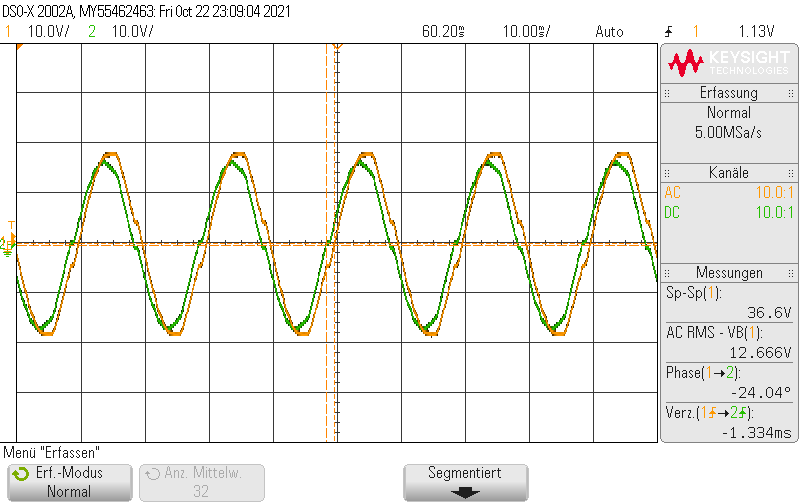 DSO-X 2002A, MY55462463: Fri Oct 22 23:09:04 2021
1 10.0V/ 2 10.0V/ 60.20% 10.00%/ Auto 1 1.13V
KEYSIGHT
TECHNOLOGIES
Erfassung
Normal
5.00MSa/s
Kanäle
AC 10.0:1
DC 10.0:1
Messungen
Sp-Sp(1):
36.6V
AC RMS - VB(1):
12.666V
Phase(1→2):
-24.04°
Verz.(1→2):
-1.334ms
T
2
Menü "Erfassen"
Erf.-Modus
Normal
Anz. Mittelw.
32
Segmentiert